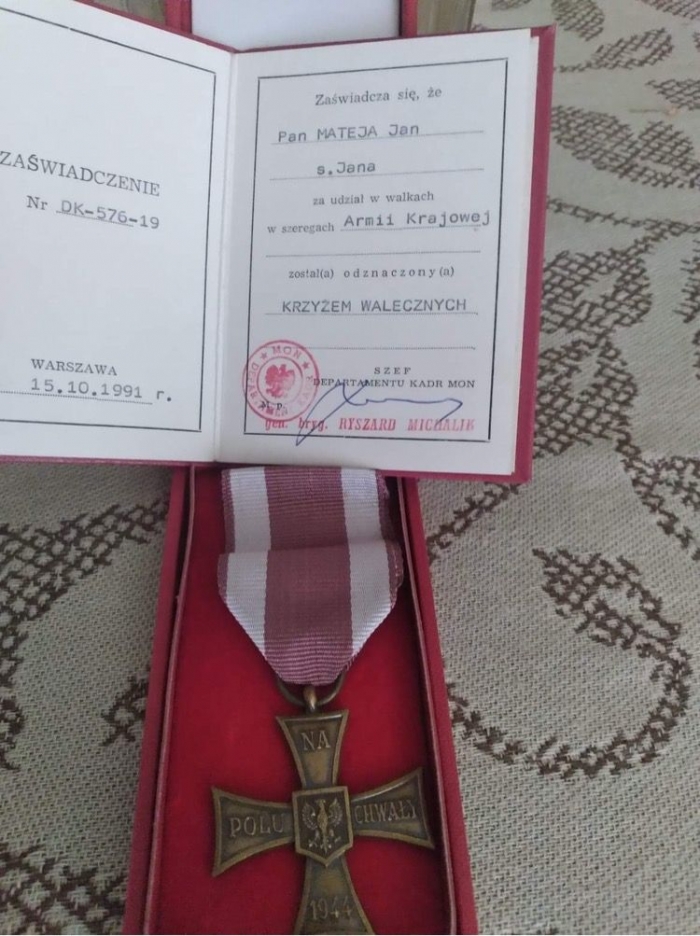 ZAŚWIADCZENIE
Nr DK-576-19
WARSZAWA
15.10.1991 r.
Zaświadcza się, że
Pan MATEJA Jan
s.Jana
za udział w walkach
w szeregach Armii Krajowej
został(a) odznaczony(a)
KRZYŻEM WALECZNYCH
SZEF
DEPARTAMENTU KADR MON
MON
gen. bryg. RYSZARD MICHALIK
NA
POLU CHWAŁY
1944